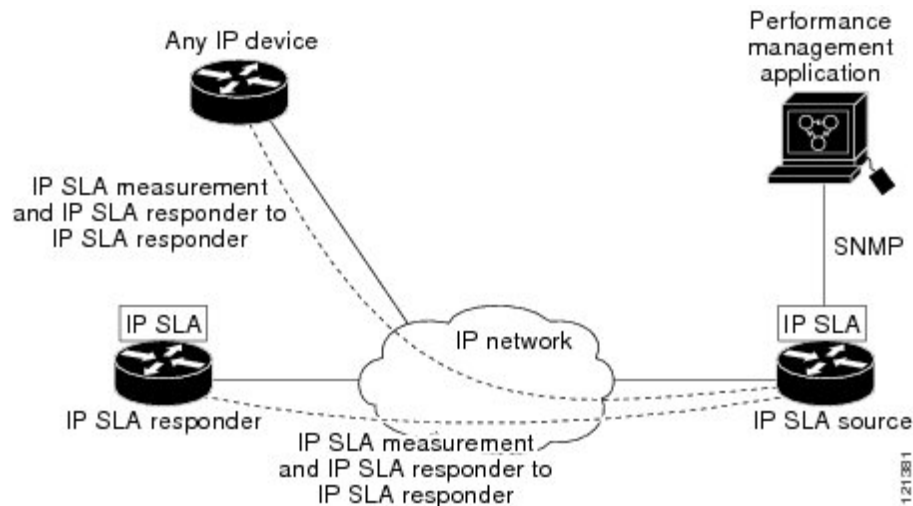 Any IP device
Performance
management
application
IP SLA measurement
and IP SLA responder to
IP SLA responder
SNMP
IP SLA
IP network
IP SLA
IP SLA responder
IP SLA source
IP SLA measurement
and IP SLA responder to
IP SLA responder
121381